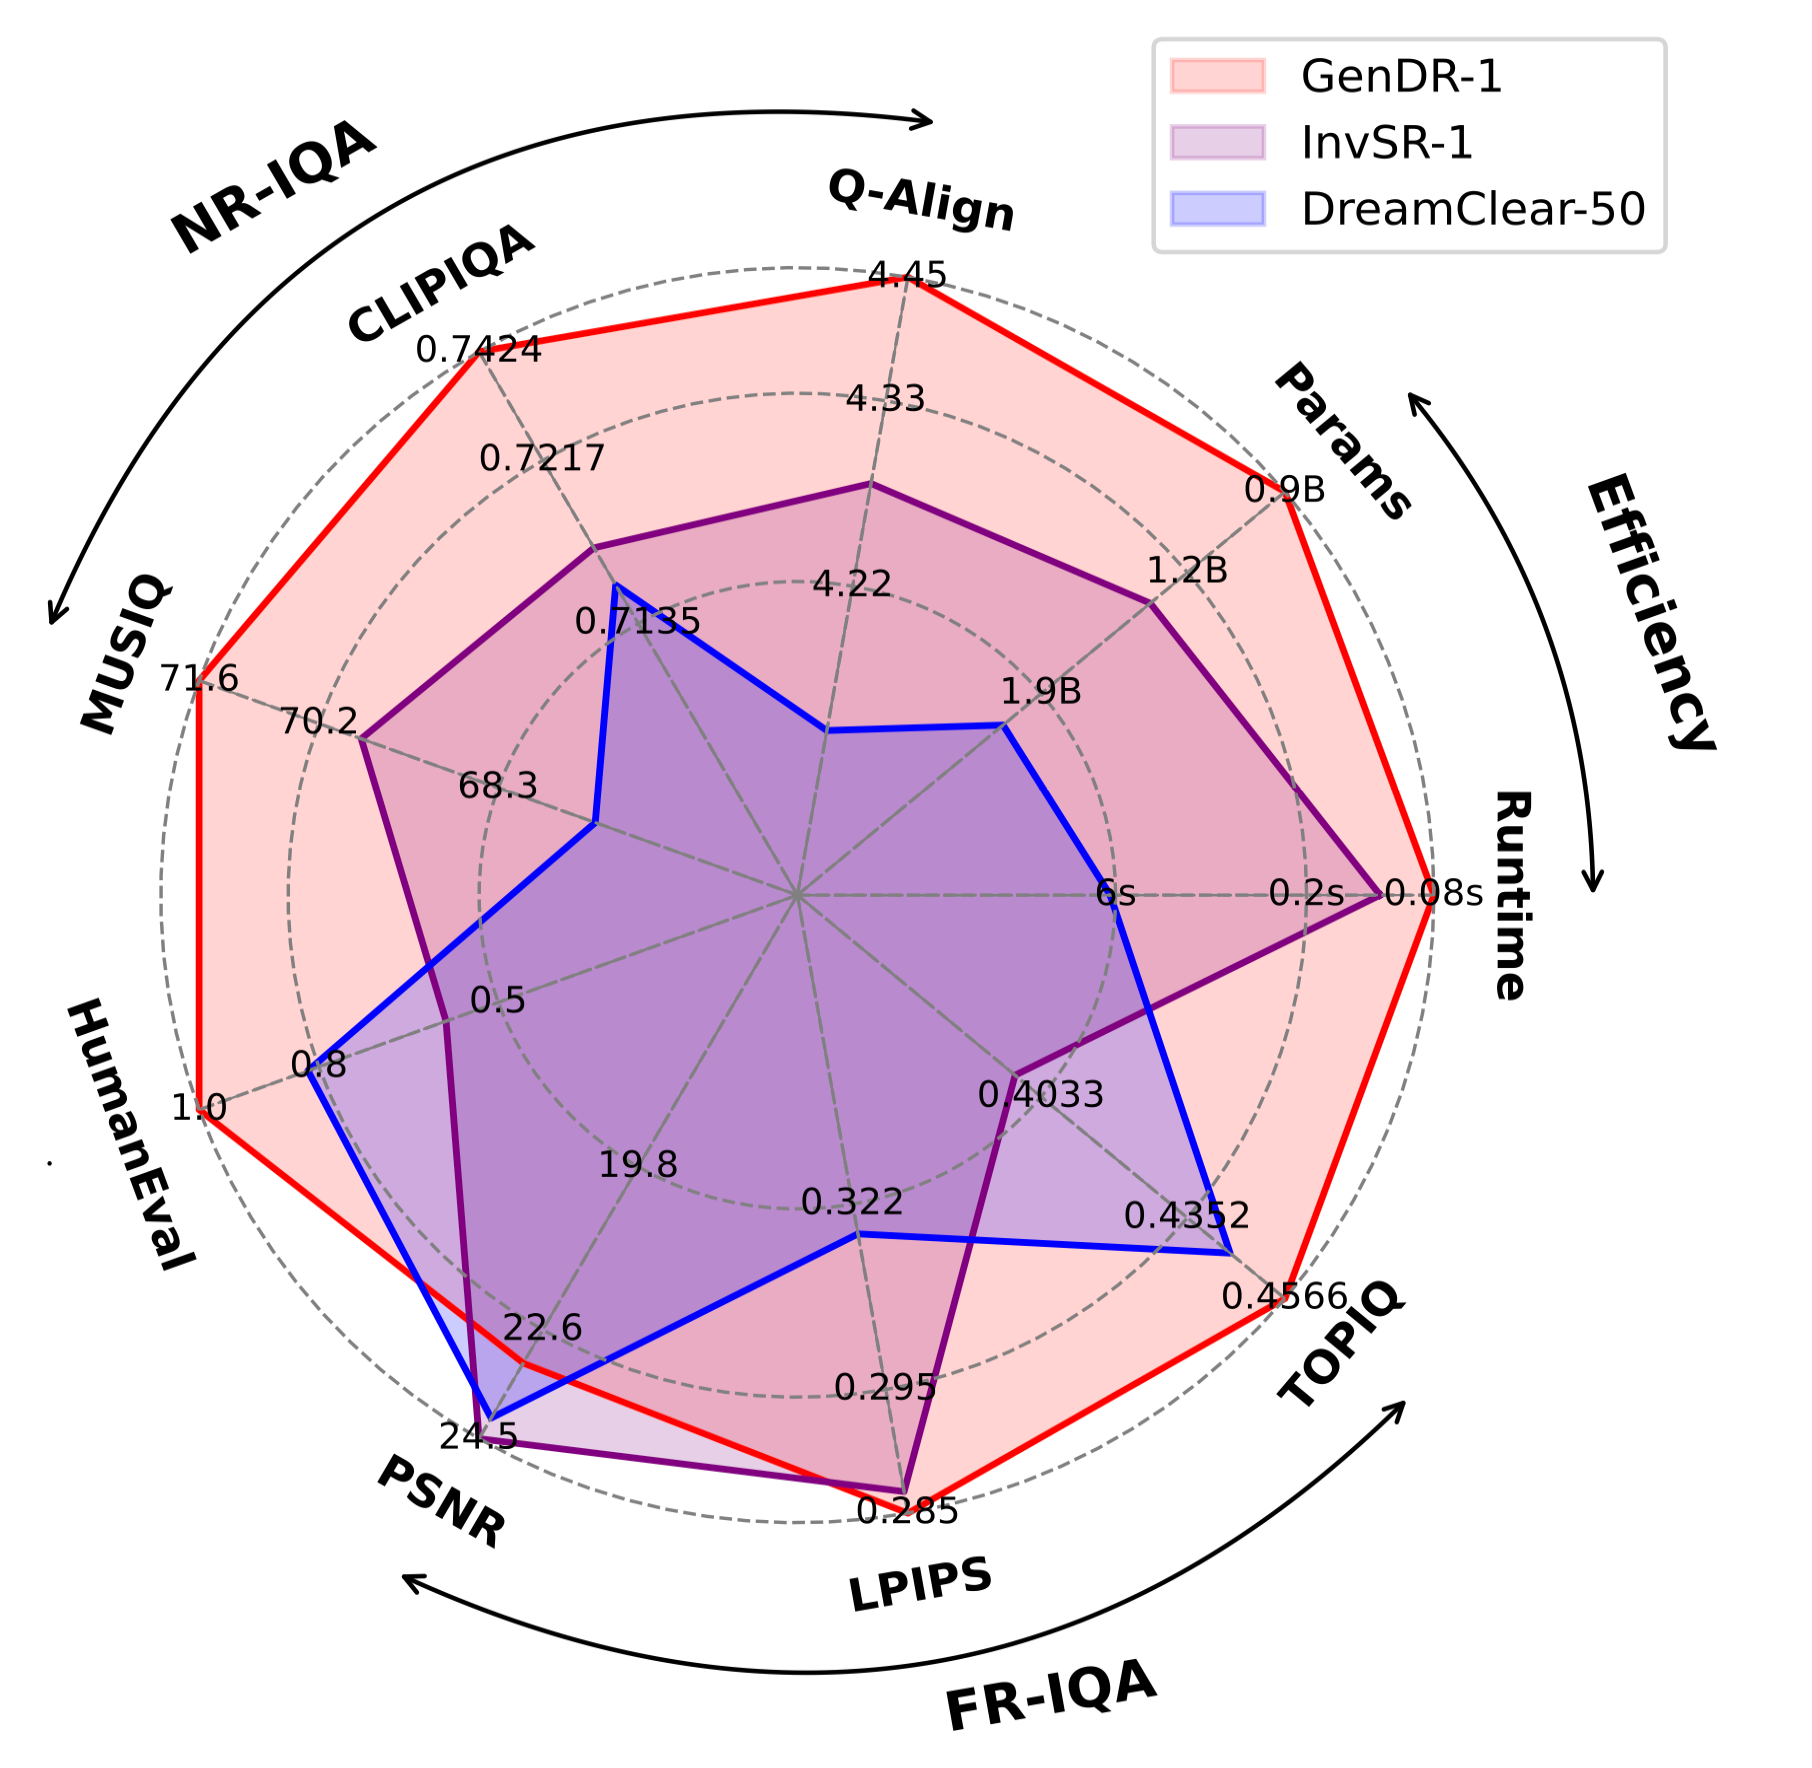 GenDR-1
InvSR-1
DreamClear-50
NR-IQA
Q-Align
4.45
4.33
4.22
CLIPIQA
0.7424
0.7217
0.7135
Params
0.9B
1.2B
1.9B
Efficiency
MUSIQ
71.6
70.2
68.3
Runtime
6s
0.2s
0.08s
HumanEval
1.0
0.8
0.5
TOPIQ
0.4033
0.4352
0.4566
PSNR
19.8
22.6
24.5
LPIPS
0.322
0.295
0.285
FR-IQA